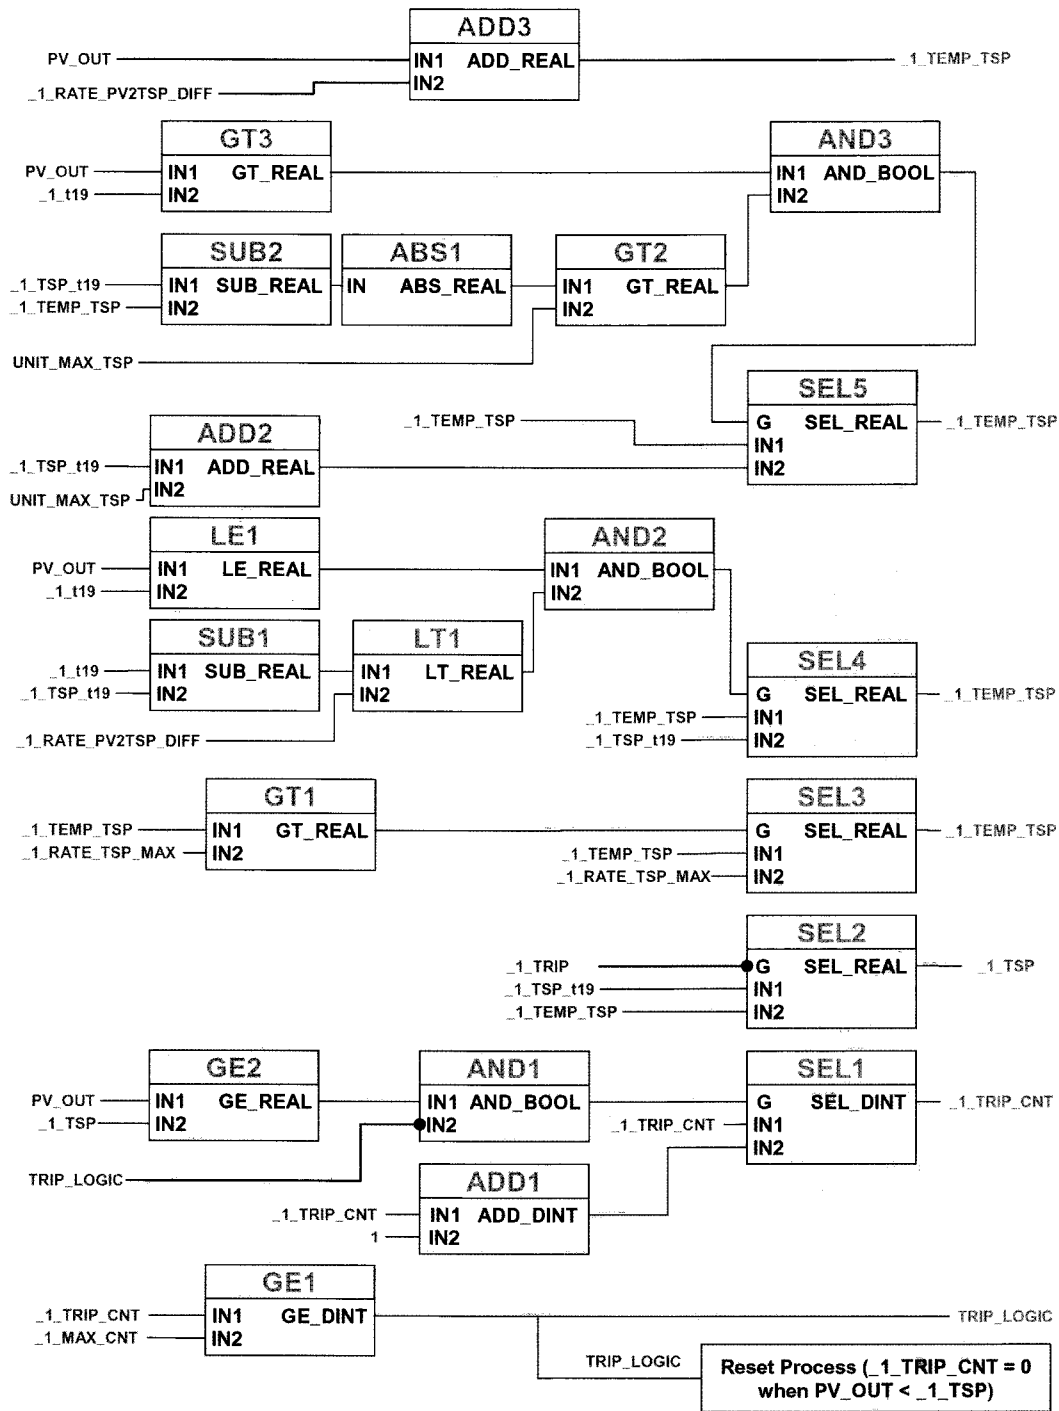 ADD3
PV_OUT IN1 ADD_REAL _1_TEMP_TSP
_1_RATE_PV2TSP_DIFF IN2
GT3 AND3
PV_OUT IN1 GT_REAL IN1 AND_BOOL
_1_t19 IN2 IN2
SUB2 ABS1 GT2
_1_TSP_t19 IN1 SUB_REAL IN ABS_REAL IN1 GT_REAL
_1_TEMP_TSP IN2 IN2
UNIT_MAX_TSP
SEL5
_1_TEMP_TSP G SEL_REAL _1_TEMP_TSP
IN1
ADD2
_1_TSP_t19 IN1 ADD_REAL IN2
UNIT_MAX_TSP IN2
LE1 AND2
PV_OUT IN1 LE_REAL IN1 AND_BOOL
_1_t19 IN2 IN2
SUB1 LT1
_1_t19 IN1 SUB_REAL IN1 LT_REAL
_1_TSP_t19 IN2 IN2
SEL4
G SEL_REAL _1_TEMP_TSP
_1_TEMP_TSP IN1
_1_RATE_PV2TSP_DIFF _1_TSP_t19 IN2
GT1 SEL3
_1_TEMP_TSP IN1 GT_REAL G SEL_REAL _1_TEMP_TSP
_1_RATE_TSP_MAX IN2 _1_TEMP_TSP IN1
_1_RATE_TSP_MAX IN2
SEL2
_1_TRIP G SEL_REAL _1_TSP
_1_TSP_t19 IN1
_1_TEMP_TSP IN2
GE2 AND1 SEL1
PV_OUT IN1 GE_REAL IN1 AND_BOOL G SEL_DINT _1_TRIP_CNT
_1_TSP IN2 IN2 _1_TRIP_CNT IN1
IN2
TRIP_LOGIC
ADD1
_1_TRIP_CNT IN1 ADD_DINT
1 IN2
GE1
_1_TRIP_CNT IN1 GE_DINT TRIP_LOGIC
_1_MAX_CNT IN2
TRIP_LOGIC Reset Process (_1_TRIP_CNT = 0
when PV_OUT < _1_TSP)